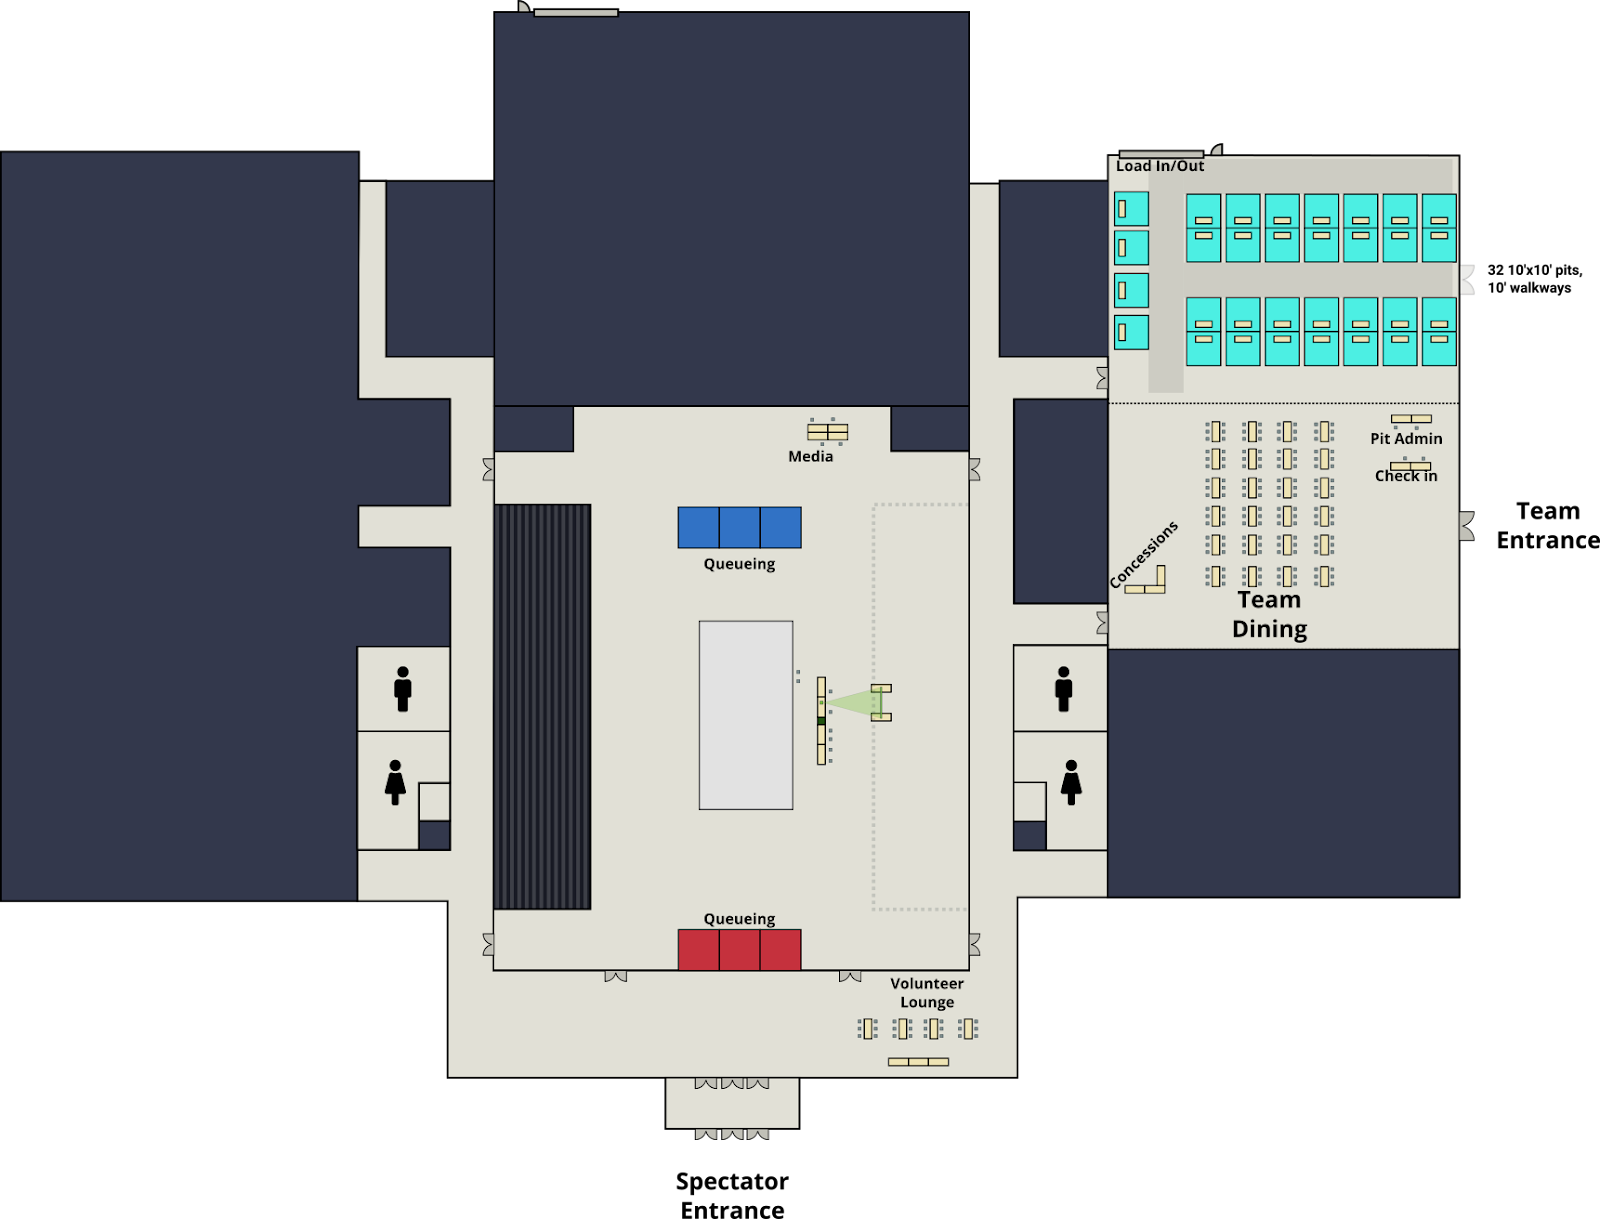 Load In/Out
32 10'x10' pits,
10' walkways
Pit Admin
Check in
Media
Team
Entrance
Concessions
Queueing
Team
Dining
Queueing
Volunteer
Lounge
Spectator
Entrance